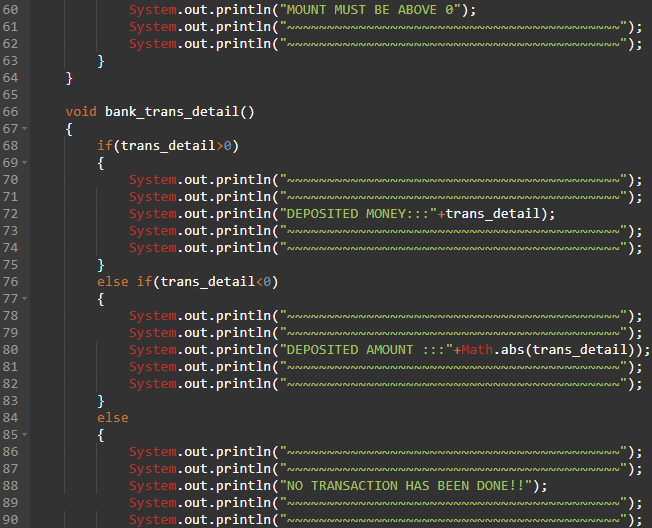 60 System.out.println("MOUNT MUST BE ABOVE 0");
61 System.out.println("~~~~~~~~~~~~~~~~~~~~~~~~~~~~~~~~~~~~~~~~~~");
62 System.out.println("~~~~~~~~~~~~~~~~~~~~~~~~~~~~~~~~~~~~~~~~~~");
63 }
64 }
65
66 void bank_trans_detail()
67 {
68 if(trans_detail>0)
69 {
70 System.out.println("~~~~~~~~~~~~~~~~~~~~~~~~~~~~~~~~~~~~~~~~~~");
71 System.out.println("~~~~~~~~~~~~~~~~~~~~~~~~~~~~~~~~~~~~~~~~~~");
72 System.out.println("DEPOSITED MONEY:::"+trans_detail);
73 System.out.println("~~~~~~~~~~~~~~~~~~~~~~~~~~~~~~~~~~~~~~~~~~");
74 System.out.println("~~~~~~~~~~~~~~~~~~~~~~~~~~~~~~~~~~~~~~~~~~");
75 }
76 else if(trans_detail<0)
77 {
78 System.out.println("~~~~~~~~~~~~~~~~~~~~~~~~~~~~~~~~~~~~~~~~~~");
79 System.out.println("~~~~~~~~~~~~~~~~~~~~~~~~~~~~~~~~~~~~~~~~~~");
80 System.out.println("DEPOSITED AMOUNT :::"+Math.abs(trans_detail));
81 System.out.println("~~~~~~~~~~~~~~~~~~~~~~~~~~~~~~~~~~~~~~~~~~");
82 System.out.println("~~~~~~~~~~~~~~~~~~~~~~~~~~~~~~~~~~~~~~~~~~");
83 }
84 else
85 {
86 System.out.println("~~~~~~~~~~~~~~~~~~~~~~~~~~~~~~~~~~~~~~~~~~");
87 System.out.println("~~~~~~~~~~~~~~~~~~~~~~~~~~~~~~~~~~~~~~~~~~");
88 System.out.println("NO TRANSACTION HAS BEEN DONE!!");
89 System.out.println("~~~~~~~~~~~~~~~~~~~~~~~~~~~~~~~~~~~~~~~~~~");
90 System.out.println("~~~~~~~~~~~~~~~~~~~~~~~~~~~~~~~~~~~~~~~~~~");